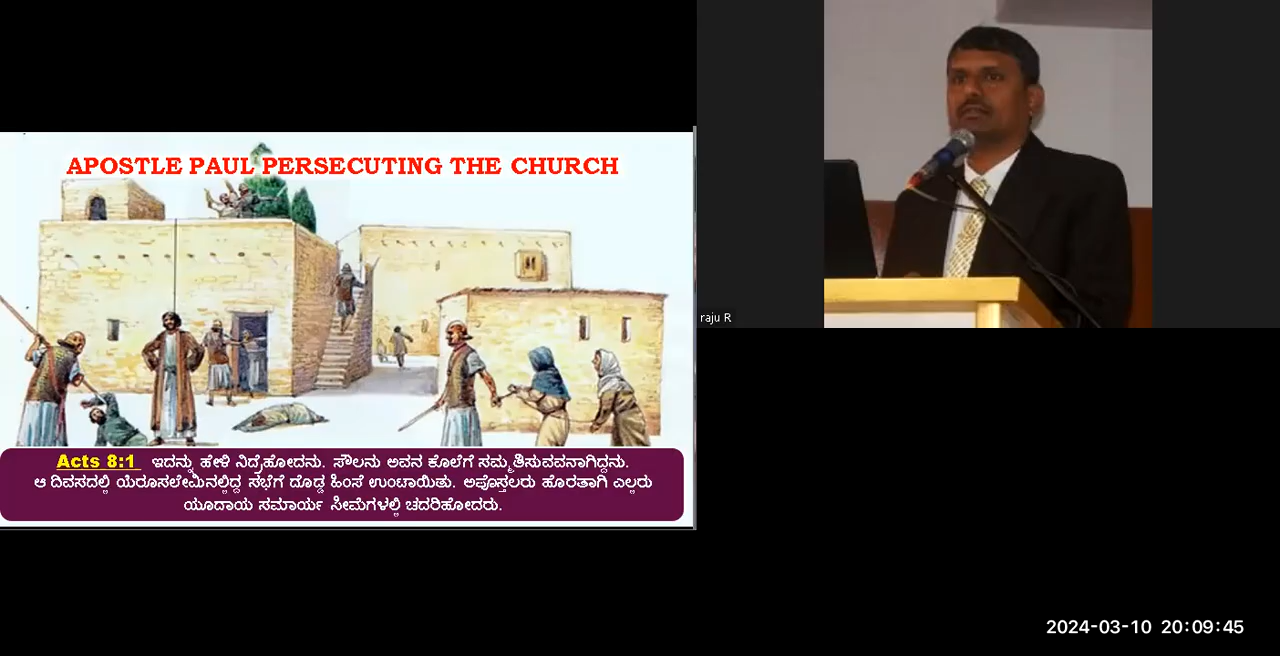 APOSTLE PAUL PERSECUTING THE CHURCH
Acts 8:1 ಇದನ್ನು ಹೇಳಿ ನಿದ್ರೆಹೋದನು. ಸೌಲನು ಅವನ ಕೊಲೆಗೆ ಸಮ್ಮತಿಸುವವನಾಗಿದ್ದನು.
ಆ ದಿವಸದಲ್ಲಿ ಯೆರೂಸಲೇಮಿನಲ್ಲಿದ್ದ ಸಭೆಗೆ ದೊಡ್ಡ ಹಿಂಸೆ ಉಂಟಾಯಿತು. ಅಪೊಸ್ತಲರು ಹೊರತಾಗಿ ಎಲ್ಲರು
ಯೂದಾಯ ಸಮಾರ್ಯ ಸೀಮೆಗಳಲ್ಲಿ ಚದರಿಹೋದರು.
raju R
2024-03-10 20:09:45